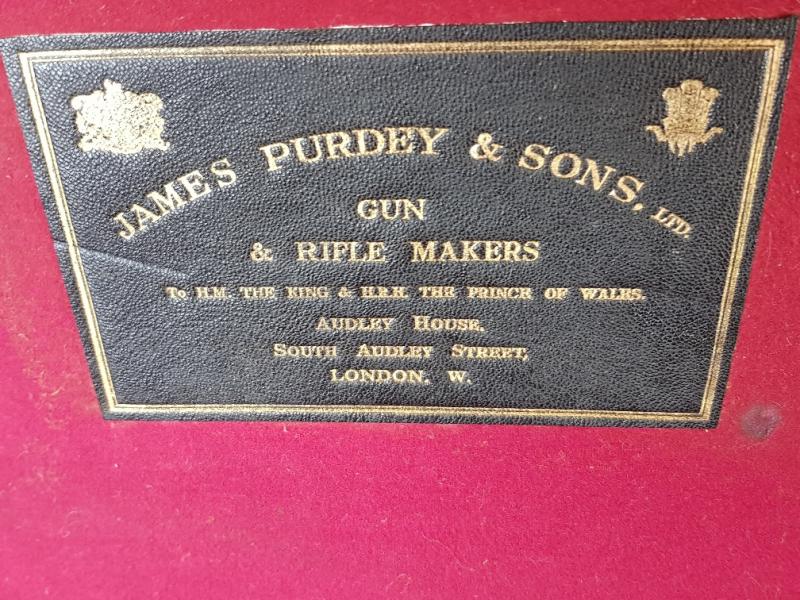 JAMES PURDEY & SONS, LTD.
GUN
& RIFLE MAKERS
To H.M. THE KING & H.R.H. THE PRINCE OF WALES.
AUDLEY HOUSE,
SOUTH AUDLEY STREET,
LONDON. W.